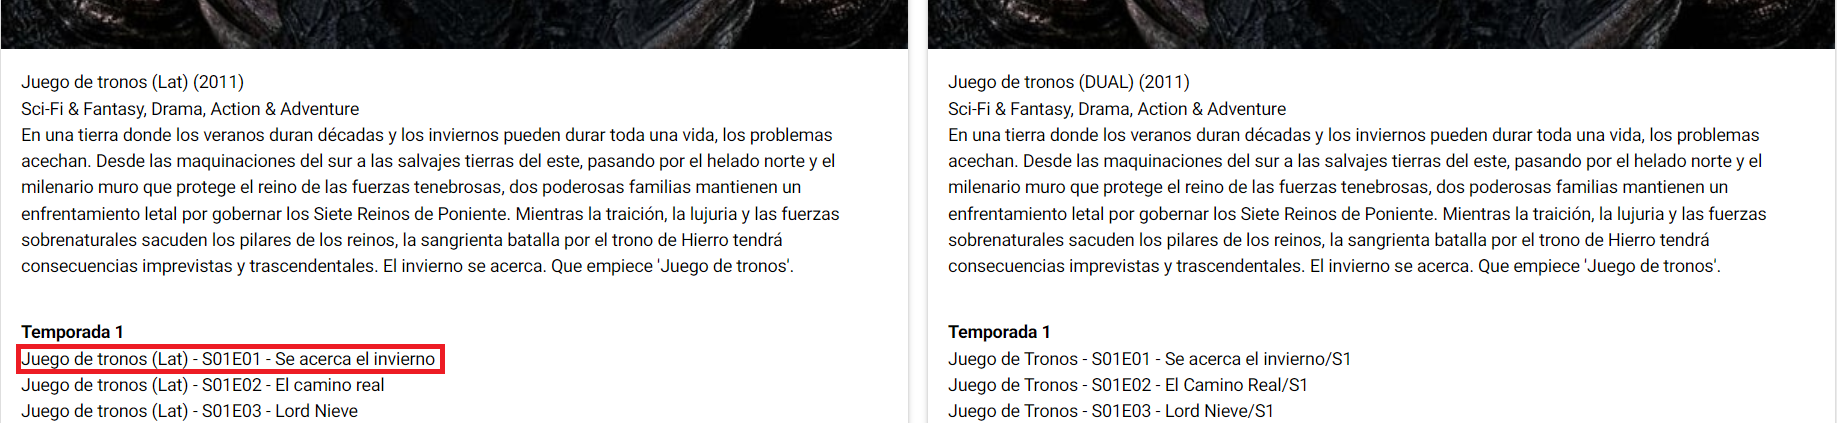 Juego de tronos (Lat) (2011)
Sci-Fi & Fantasy, Drama, Action & Adventure
En una tierra donde los veranos duran décadas y los inviernos pueden durar toda una vida, los problemas
acechan. Desde las maquinaciones del sur a las salvajes tierras del este, pasando por el helado norte y el
milenario muro que protege el reino de las fuerzas tenebrosas, dos poderosas familias mantienen un
enfrentamiento letal por gobernar los Siete Reinos de Poniente. Mientras la traición, la lujuria y las fuerzas
sobrenaturales sacuden los pilares de los reinos, la sangrienta batalla por el trono de Hierro tendrá
consecuencias imprevistas y trascendentales. El invierno se acerca. Que empiece 'Juego de tronos'.
Temporada 1
Juego de tronos (Lat) - S01E01 - Se acerca el invierno
Juego de tronos (Lat) - S01E02 - El camino real
Juego de tronos (Lat) - S01E03 - Lord Nieve
Juego de tronos (DUAL) (2011)
Sci-Fi & Fantasy, Drama, Action & Adventure
En una tierra donde los veranos duran décadas y los inviernos pueden durar toda una vida, los problemas
acechan. Desde las maquinaciones del sur a las salvajes tierras del este, pasando por el helado norte y el
milenario muro que protege el reino de las fuerzas tenebrosas, dos poderosas familias mantienen un
enfrentamiento letal por gobernar los Siete Reinos de Poniente. Mientras la traición, la lujuria y las fuerzas
sobrenaturales sacuden los pilares de los reinos, la sangrienta batalla por el trono de Hierro tendrá
consecuencias imprevistas y trascendentales. El invierno se acerca. Que empiece 'Juego de tronos'.
Temporada 1
Juego de Tronos - S01E01 - Se acerca el invierno/S1
Juego de Tronos - S01E02 - El Camino Real/S1
Juego de Tronos - S01E03 - Lord Nieve/S1